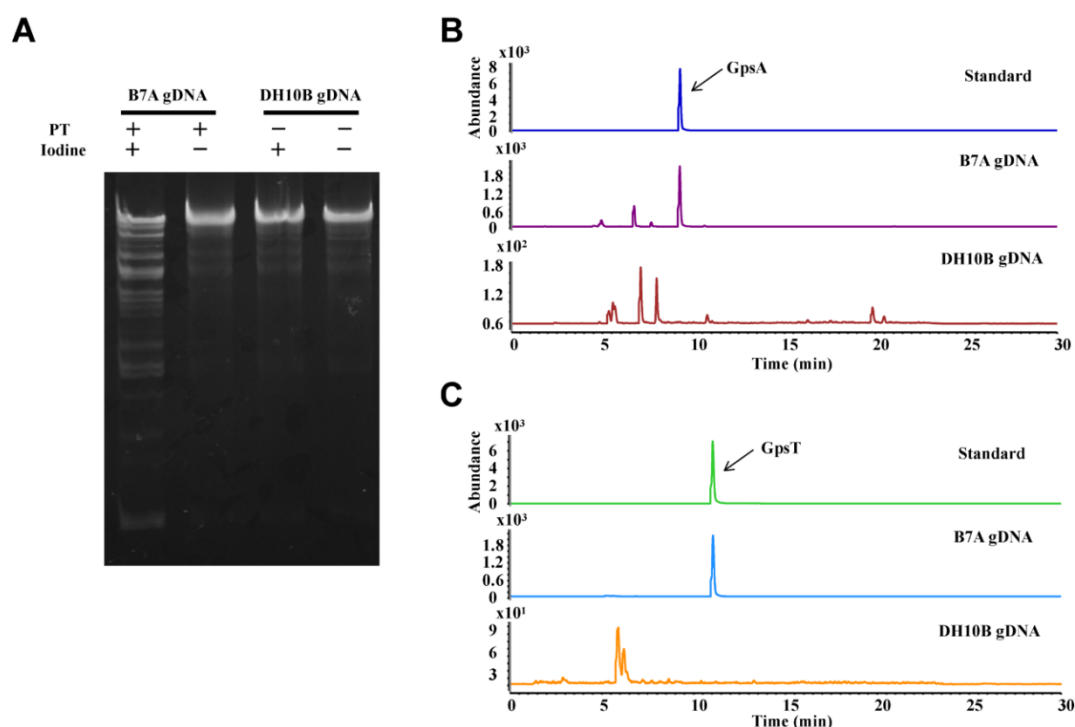 A
B7A gDNA DH10B gDNA
PT + + − −
Iodine + − + −
B
x10³
8
6
4
2
0
Abundance
GpsA
Standard
x10³
1.8
1.2
0.6
0
B7A gDNA
x10²
1.8
1.2
0.6
DH10B gDNA
0 5 10 15 20 25 30
Time (min)
C
x10³
6
4
2
0
Abundance
GpsT
Standard
x10³
1.8
1.2
0.6
0
B7A gDNA
x10¹
9
6
3
DH10B gDNA
0 5 10 15 20 25 30
Time (min)